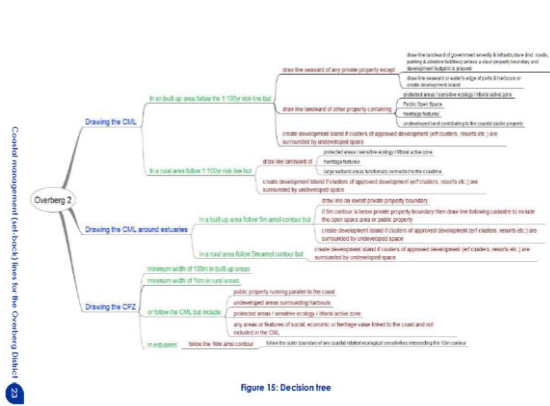 draw line landward of government amenity & infrastructure (incl. roads,
parking & ablution facilities) unless a clear property boundary and
development footprint is present
draw line seaward of any private property except
draw line seaward or water's edge of ports & harbours or
create development island
In an built up area follow the 1:100yr risk line but
protected areas / sensitive ecology / littoral active zone
Public Open Space
draw line landward of other property containing
heritage features
undeveloped land contributing to the coastal public property
Drawing the CML
create development island if clusters of approved development (erf clusters, resorts etc.) are
surrounded by undeveloped space
protected areas / sensitive ecology / littoral active zone
draw line landward of
heritage features
In a rural area follow 1:100yr risk line but
large wetland areas functionally connected to the coastline
create development island if clusters of approved development (erf clusters, resorts etc.) are
surrounded by undeveloped space
Overberg 2
draw line on lowest private property boundary
In a built up area follow 5m amsl contour but
if 5m contour is below private property boundary then draw line following cadastre to include
the open space area or public property
Drawing the CML around estuaries
create development island if clusters of approved development (erf clusters, resorts etc.) are
surrounded by undeveloped space
In a rural area follow 5m amsl contour but
create development island if clusters of approved development (erf clusters, resorts etc.) are
surrounded by undeveloped space
minimum width of 100m in built up areas
minimum width of 1km in rural areas
Drawing the CPZ
public property running parallel to the coast
undeveloped areas surrounding harbours
or follow the CML but include
protected areas / sensitive ecology / littoral active zone
any areas or features of social, economic or heritage value linked to the coast and not
included in the CML
in estuaries
follow the 10m amsl contour
follow the outer boundary of any coastal related ecological sensitivities intersecting the 10m contour
Figure 15: Decision tree
Coastal management (set-back) lines for the Overberg District
23